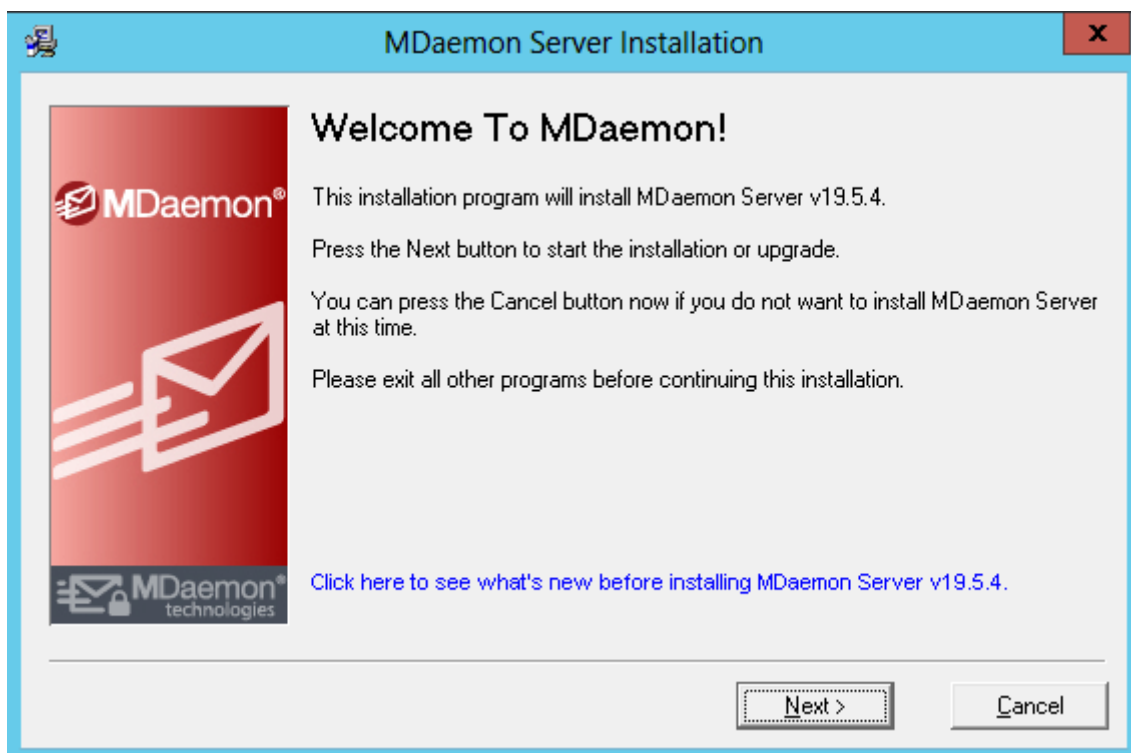 MDaemon Server Installation
x
Welcome To MDaemon!
MDaemon®
This installation program will install MDaemon Server v19.5.4.
Press the Next button to start the installation or upgrade.
You can press the Cancel button now if you do not want to install MDaemon Server
at this time.
Please exit all other programs before continuing this installation.
Click here to see what's new before installing MDaemon Server v19.5.4.
MDaemon®
technologies
Next >
Cancel